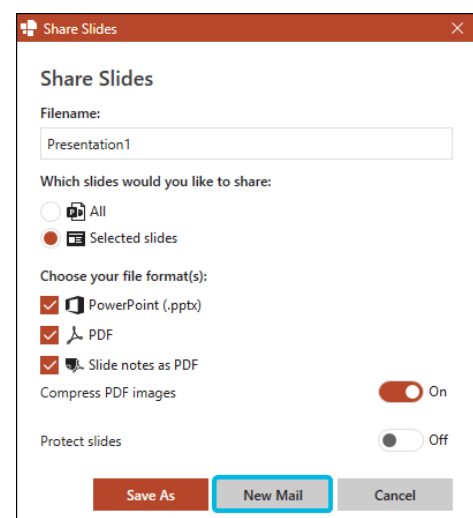 Share Slides
Share Slides
Filename:
Presentation1
Which slides would you like to share:
All
Selected slides
Choose your file format(s):
PowerPoint (.pptx)
PDF
Slide notes as PDF
Compress PDF images On
Protect slides Off
Save As New Mail Cancel